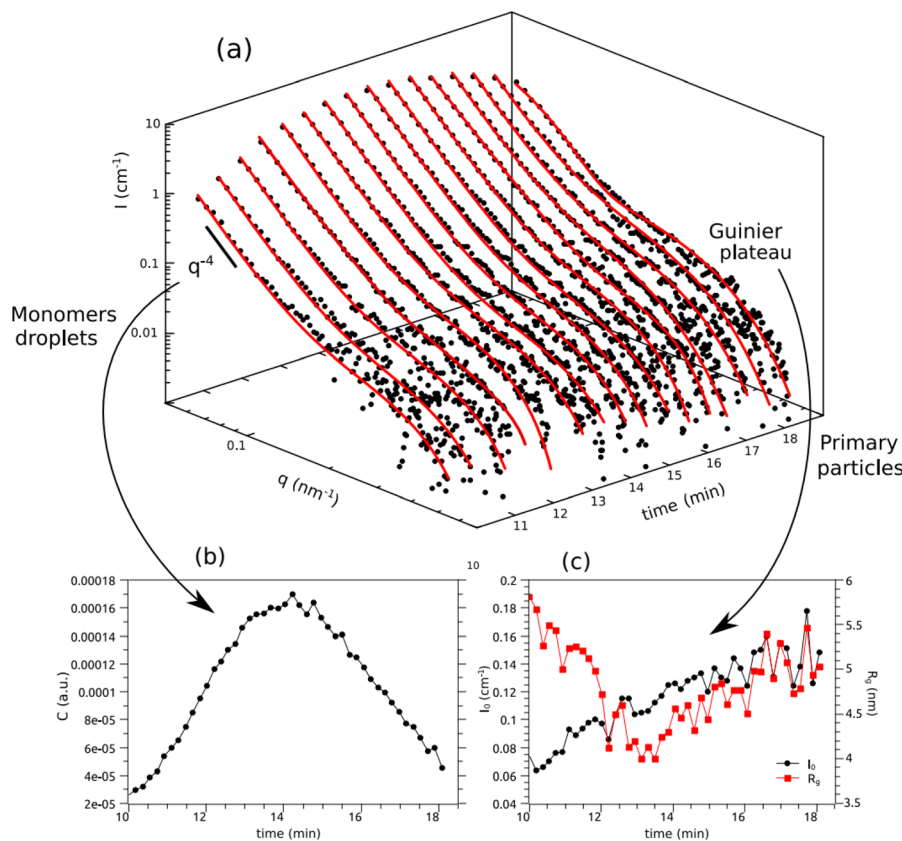 (a)
10
1
0.1
0.01
I (cm⁻¹)
q⁻⁴
Monomers
droplets
Guinier
plateau
Primary
particles
0.1
q (nm⁻¹)
11
12
13
14
15
16
17
18
time (min)
(b)
0.00018
0.00016
0.00014
0.00012
0.0001
8e-05
6e-05
4e-05
2e-05
C (a.u.)
10 12 14 16 18
time (min)
10
(c)
0.2
0.18
0.16
0.14
0.12
0.1
0.08
0.06
0.04
I₀ (cm⁻¹)
6
5.5
5
4.5
4
3.5
R₉ (nm)
I₀
R₉
10 12 14 16 18
time (min)